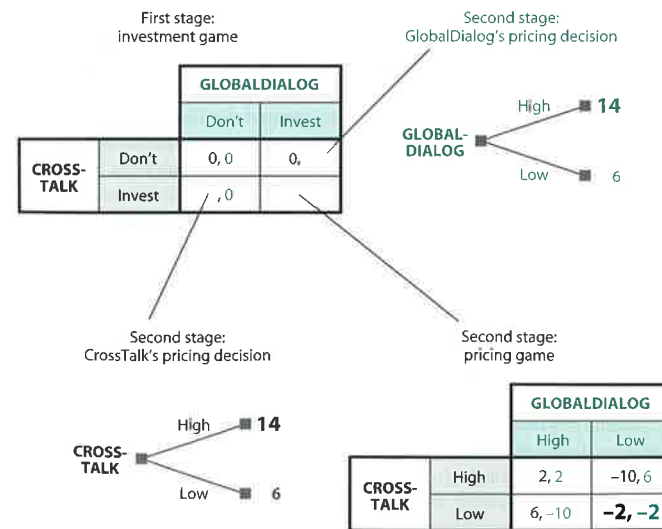 First stage:
investment game
Second stage:
GlobalDialog's pricing decision
GLOBALDIALOG
Don't Invest
CROSS-
TALK
Don't 0, 0 0,
Invest , 0
High 14
GLOBAL-
DIALOG
Low 6
Second stage:
CrossTalk's pricing decision
Second stage:
pricing game
High 14
CROSS-
TALK
Low 6
GLOBALDIALOG
High Low
CROSS-
TALK
High 2, 2 –10, 6
Low 6, –10 –2, –2